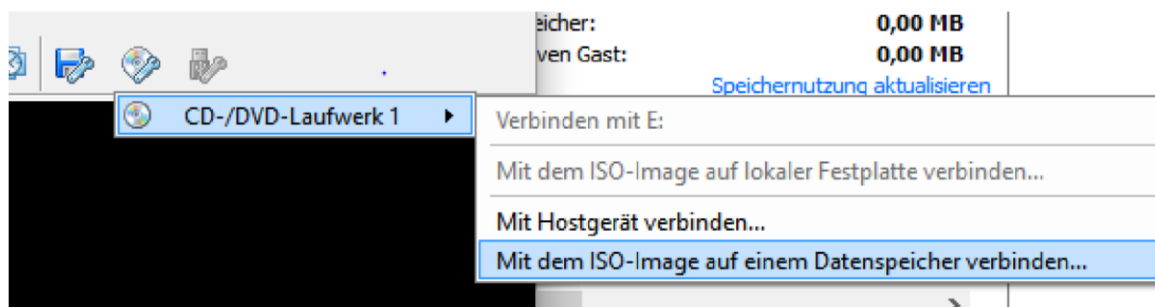 eicher: 0,00 MB
ven Gast: 0,00 MB
Speichernutzung aktualisieren
CD-/DVD-Laufwerk 1
Verbinden mit E:
Mit dem ISO-Image auf lokaler Festplatte verbinden...
Mit Hostgerät verbinden...
Mit dem ISO-Image auf einem Datenspeicher verbinden...